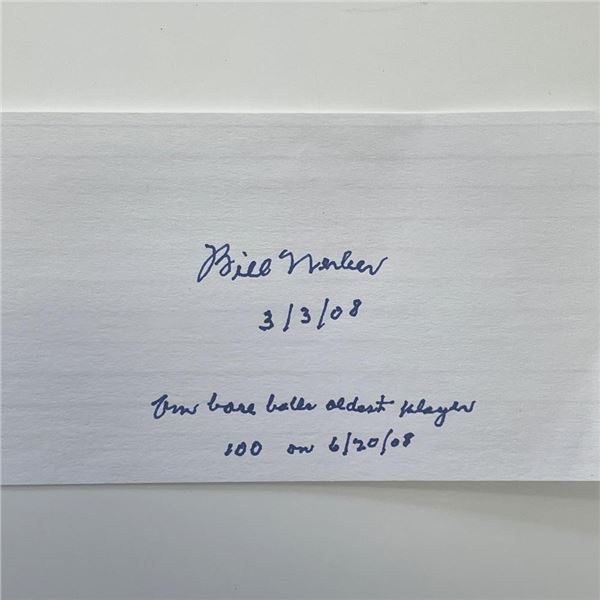 Bill Werber
3/3/08
Am base balls oldest player
100 on 6/20/08